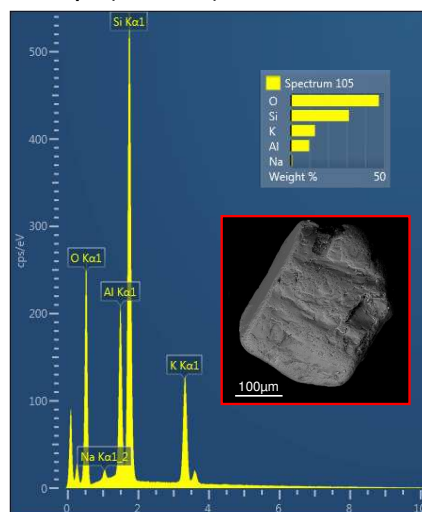 Si Kα1
500
Spectrum 105
O
Si
K
Al
Na
Weight % 50
400
300
cps/eV
O Kα1
Al Kα1
200
K Kα1
100µm
100
Na Kα1_2
0
0 2 4 6 8 10